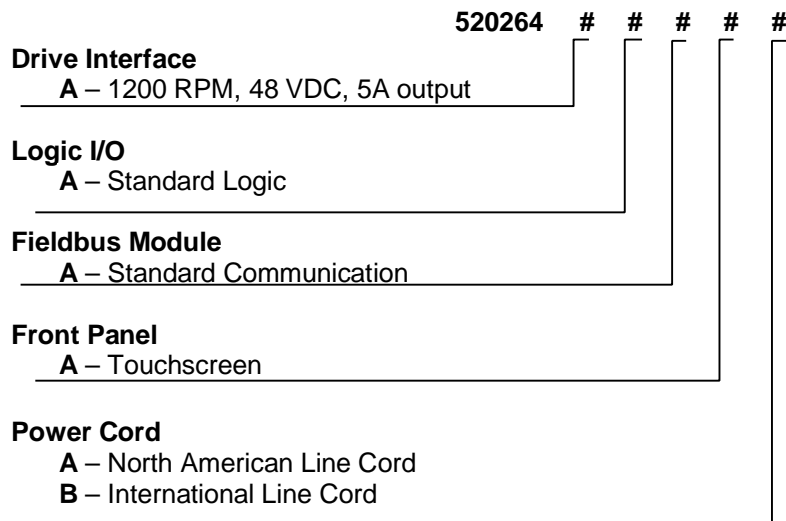 520264 # # # # #
Drive Interface
A – 1200 RPM, 48 VDC, 5A output
Logic I/O
A – Standard Logic
Fieldbus Module
A – Standard Communication
Front Panel
A – Touchscreen
Power Cord
A – North American Line Cord
B – International Line Cord